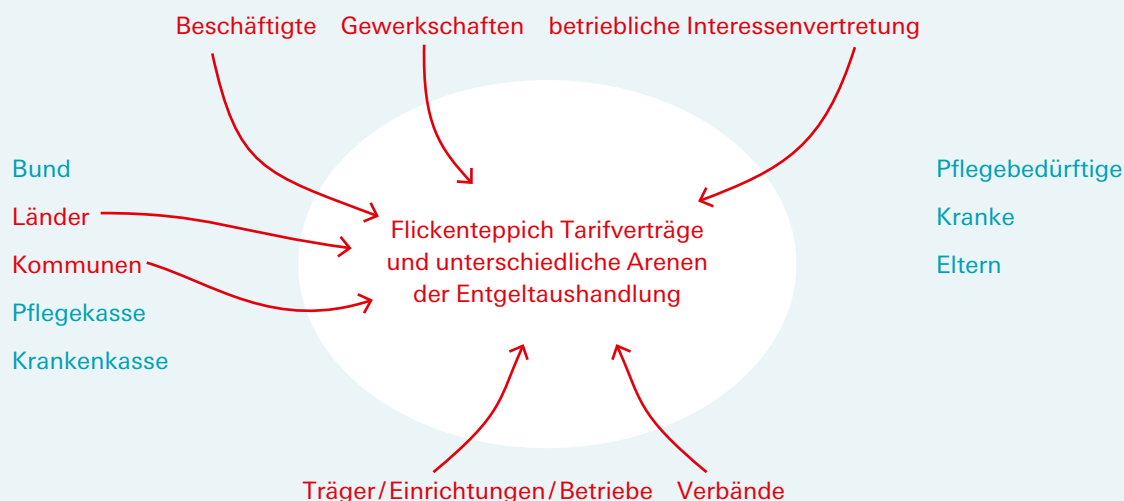 Beschäftigte Gewerkschaften betriebliche Interessenvertretung
Bund
Länder
Kommunen
Pflegekasse
Krankenkasse
Flickenteppich Tarifverträge
und unterschiedliche Arenen
der Entgeltaushandlung
Pflegebedürftige
Kranke
Eltern
Träger/Einrichtungen/Betriebe Verbände